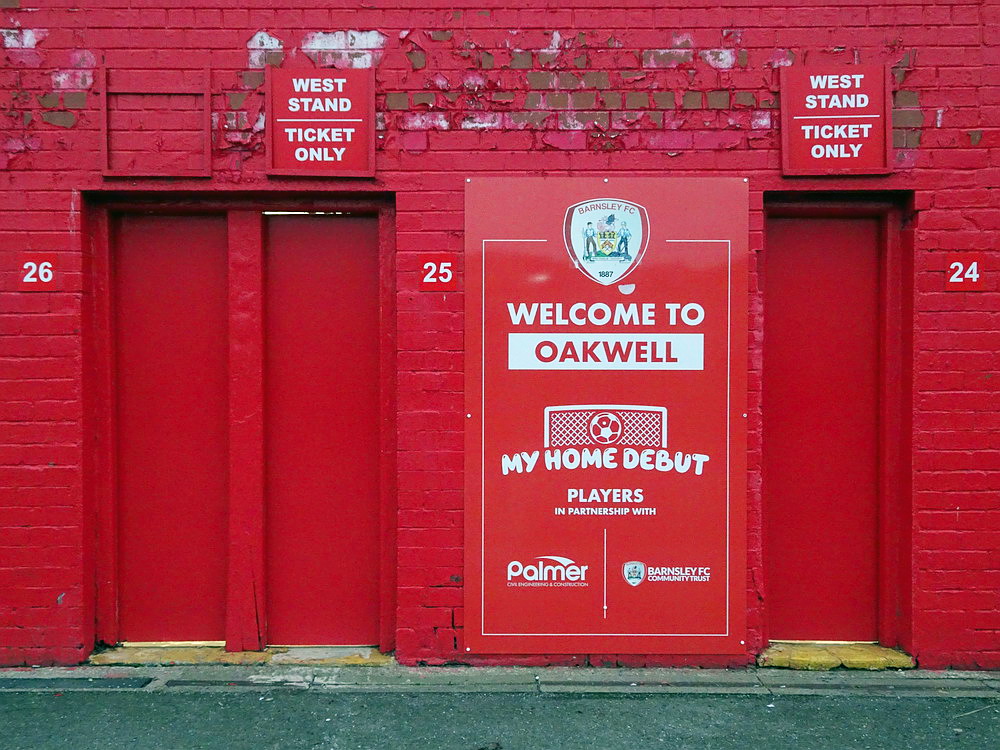 WEST
STAND
TICKET
ONLY
WEST
STAND
TICKET
ONLY
26
25
24
BARNSLEY FC
1887
WELCOME TO
OAKWELL
MY HOME DEBUT
PLAYERS
IN PARTNERSHIP WITH
Palmer
CIVIL ENGINEERING & CONSTRUCTION
BARNSLEY FC
COMMUNITY TRUST